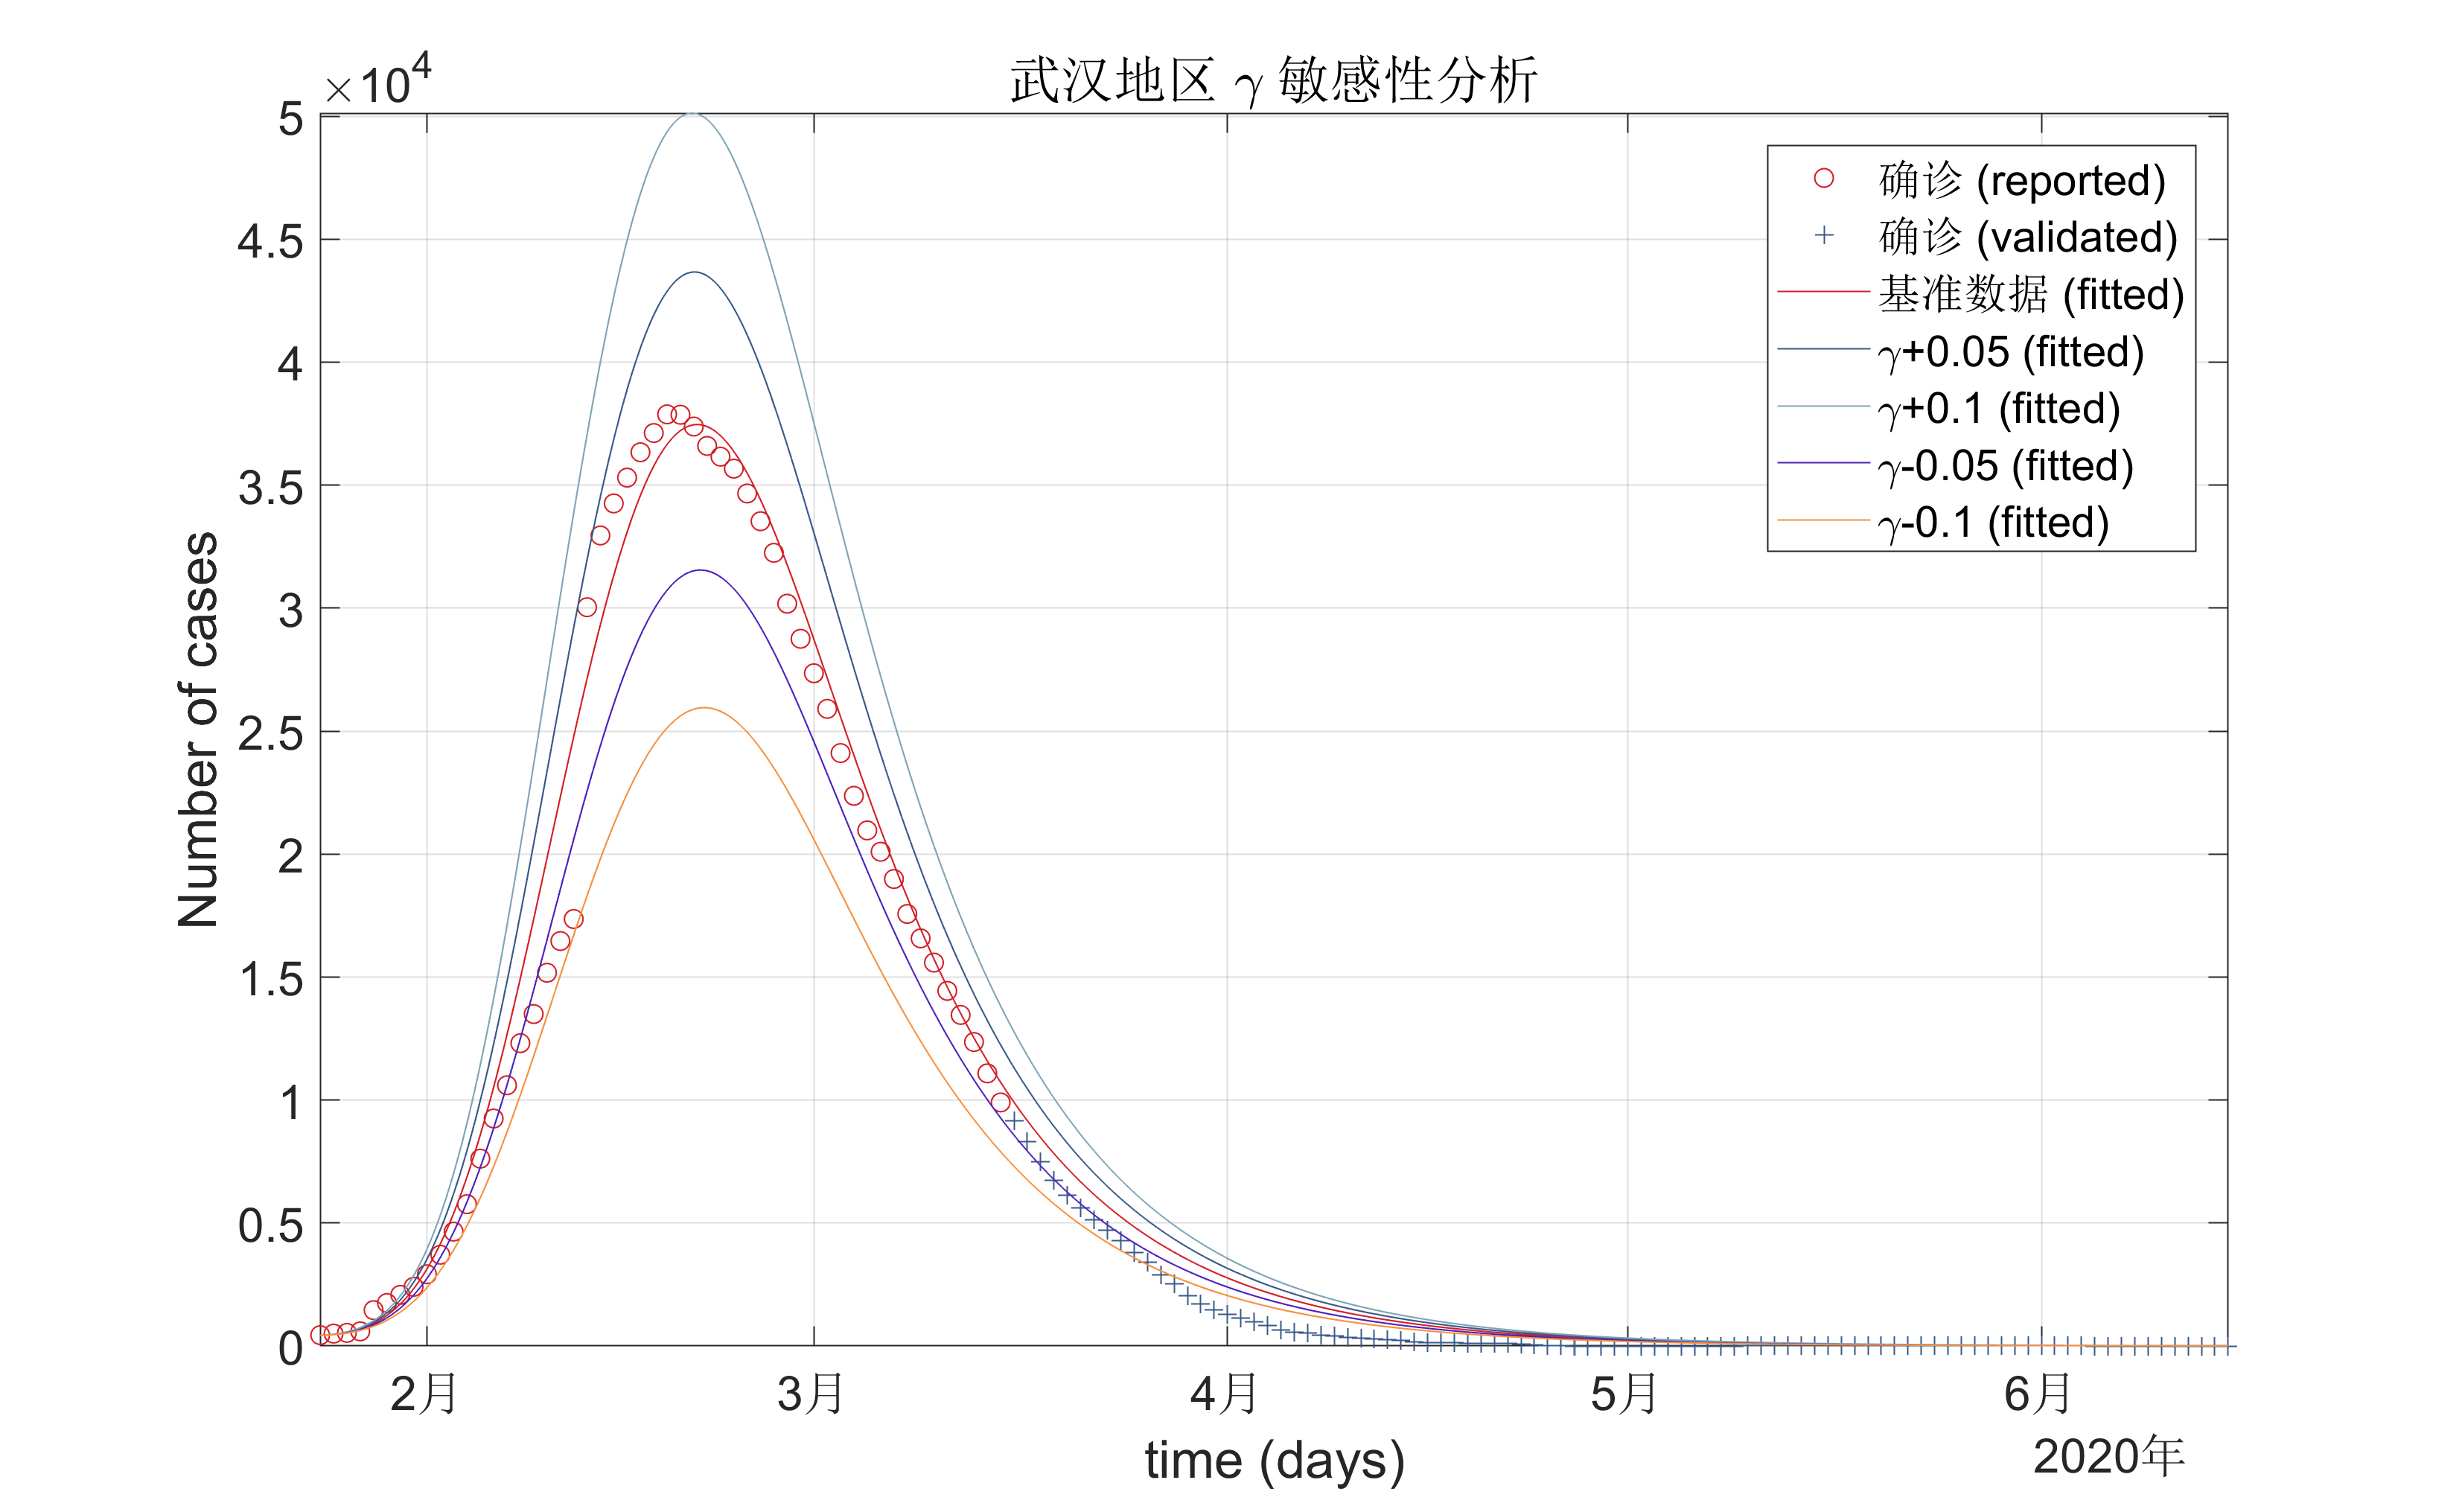 武汉地区 γ 敏感性分析
×10⁴
5
4.5
4
3.5
3
2.5
2
1.5
1
0.5
0
Number of cases
确诊 (reported)
确诊 (validated)
基准数据 (fitted)
γ+0.05 (fitted)
γ+0.1 (fitted)
γ-0.05 (fitted)
γ-0.1 (fitted)
2月 3月 4月 5月 6月
time (days)
2020年